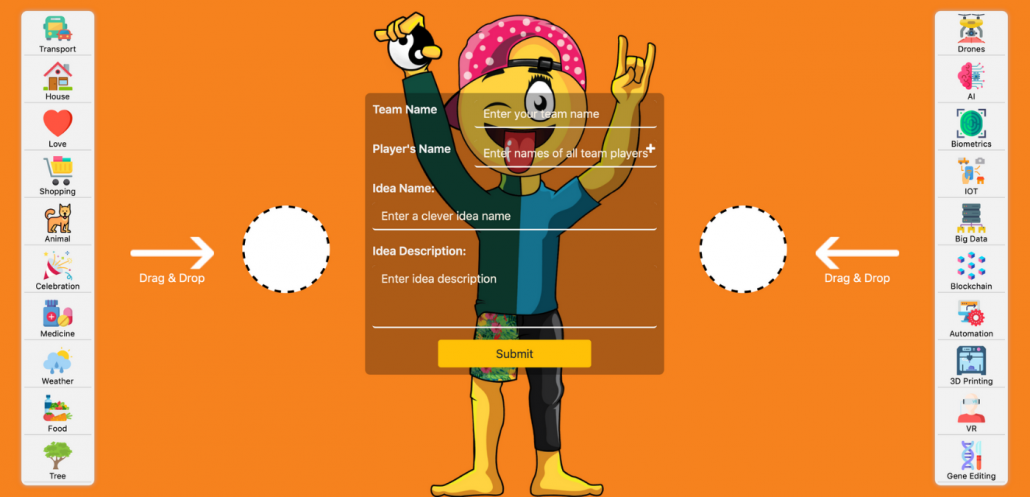 Transport
House
Love
Shopping
Animal
Celebration
Medicine
Weather
Food
Tree
Drag & Drop
Team Name
Enter your team name
Player's Name
Enter names of all team players
Idea Name:
Enter a clever idea name
Idea Description:
Enter idea description
Submit
Drag & Drop
Drones
AI
Biometrics
IOT
Big Data
Blockchain
Automation
3D Printing
VR
Gene Editing